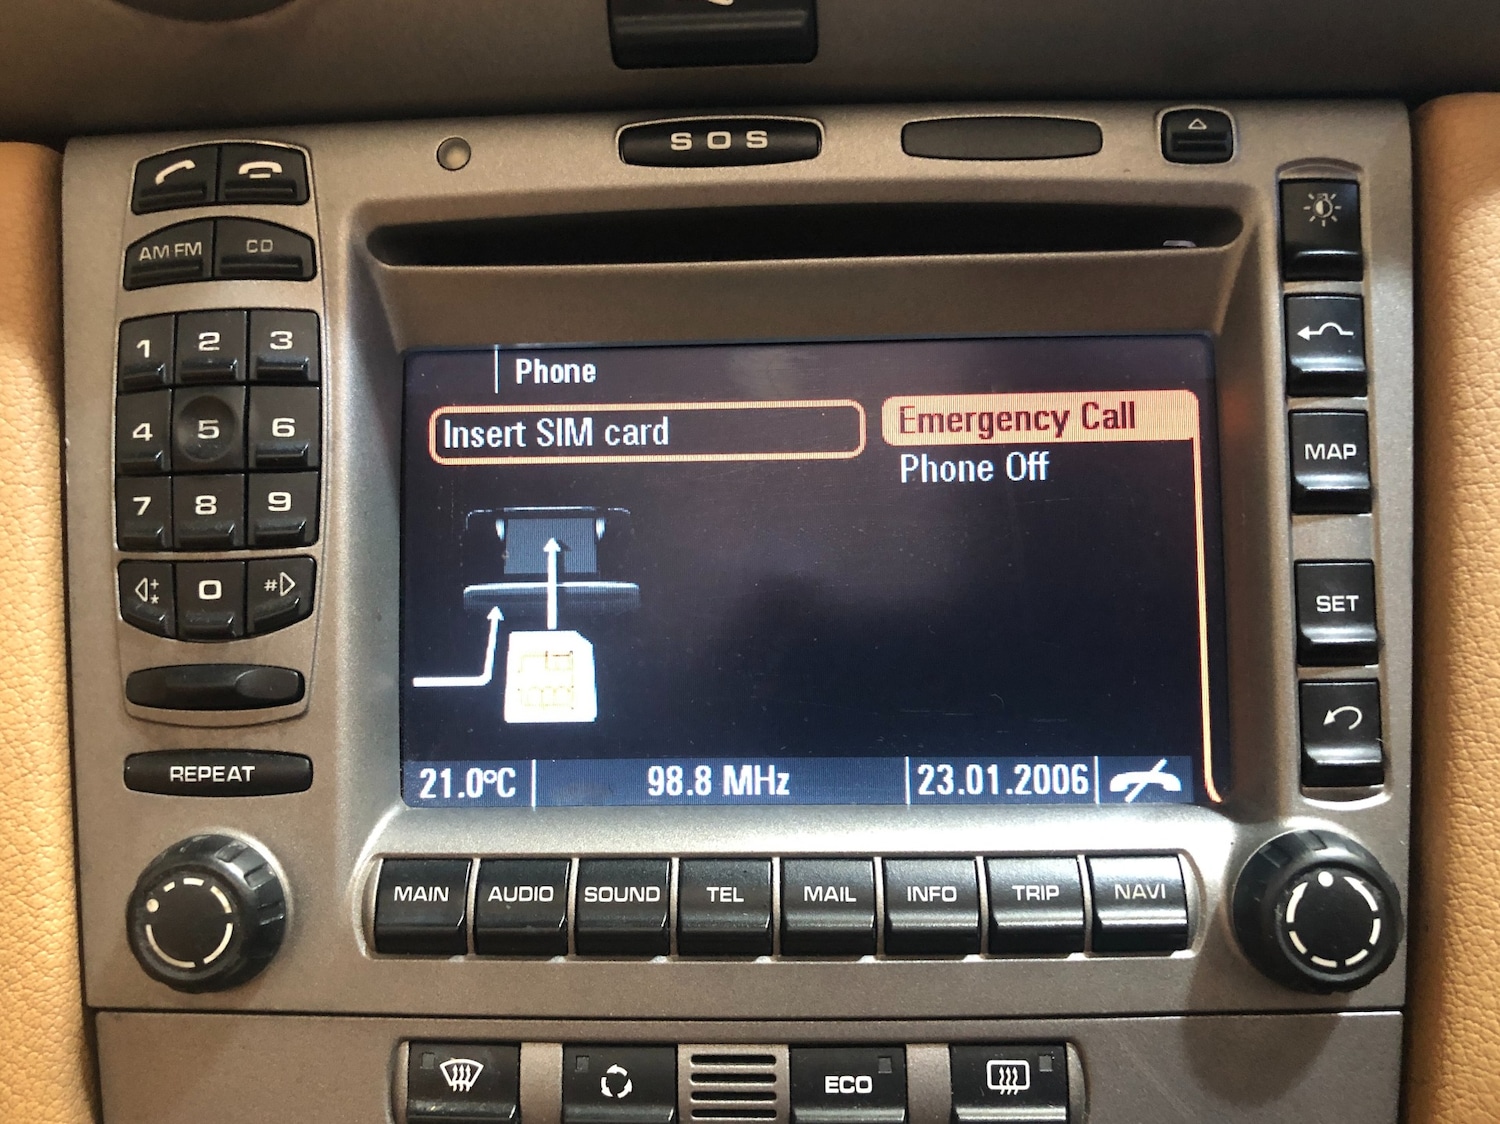 SOS
AM FM
CD
1 2 3
4 5 6
7 8 9
+
* 0 #
REPEAT
Phone
Insert SIM card
Emergency Call
Phone Off
21.0°C 98.8 MHz 23.01.2006
MAP
SET
MAIN AUDIO SOUND TEL MAIL INFO TRIP NAVI
ECO